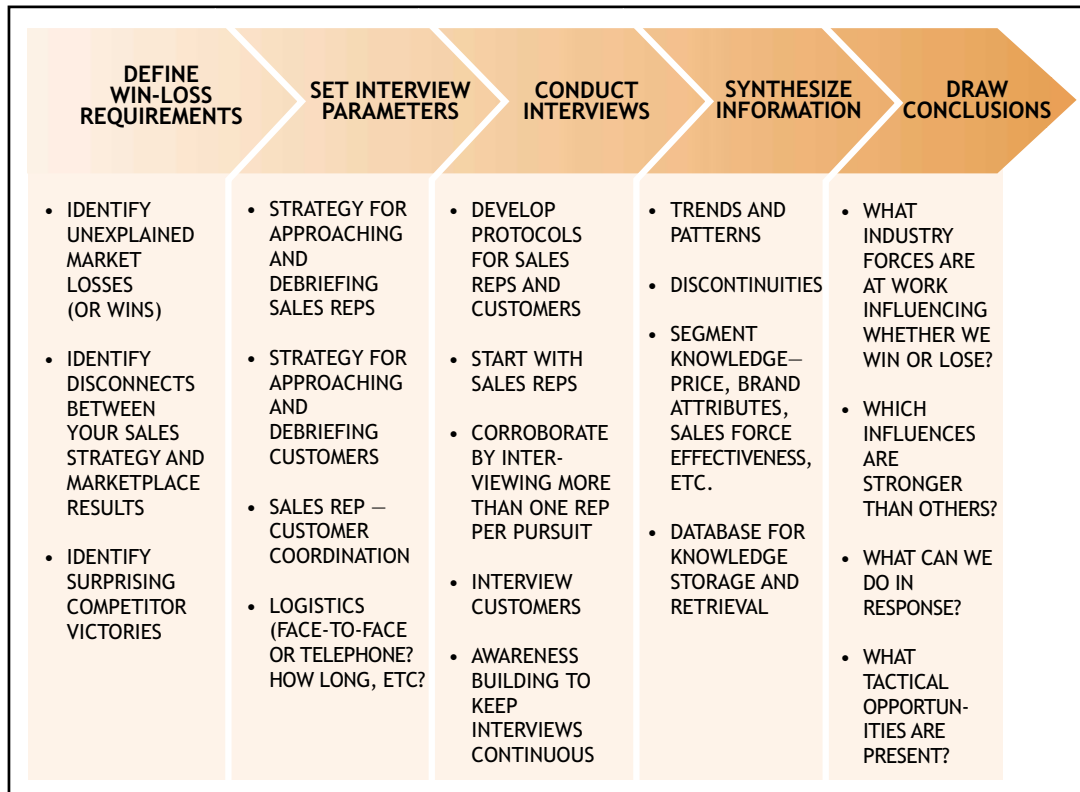 DEFINE
WIN-LOSS
REQUIREMENTS
SET INTERVIEW
PARAMETERS
CONDUCT
INTERVIEWS
SYNTHESIZE
INFORMATION
DRAW
CONCLUSIONS
• IDENTIFY
UNEXPLAINED
MARKET
LOSSES
(OR WINS)
• IDENTIFY
DISCONNECTS
BETWEEN
YOUR SALES
STRATEGY AND
MARKETPLACE
RESULTS
• IDENTIFY
SURPRISING
COMPETITOR
VICTORIES
• STRATEGY FOR
APPROACHING
AND
DEBRIEFING
SALES REPS
• STRATEGY FOR
APPROACHING
AND
DEBRIEFING
CUSTOMERS
• SALES REP —
CUSTOMER
COORDINATION
• LOGISTICS
(FACE-TO-FACE
OR TELEPHONE?
HOW LONG, ETC?
• DEVELOP
PROTOCOLS
FOR SALES
REPS AND
CUSTOMERS
• START WITH
SALES REPS
• CORROBORATE
BY INTER-
VIEWING MORE
THAN ONE REP
PER PURSUIT
• INTERVIEW
CUSTOMERS
• AWARENESS
BUILDING TO
KEEP
INTERVIEWS
CONTINUOUS
• TRENDS AND
PATTERNS
• DISCONTINUITIES
• SEGMENT
KNOWLEDGE—
PRICE, BRAND
ATTRIBUTES,
SALES FORCE
EFFECTIVENESS,
ETC.
• DATABASE FOR
KNOWLEDGE
STORAGE AND
RETRIEVAL
• WHAT
INDUSTRY
FORCES ARE
AT WORK
INFLUENCING
WHETHER WE
WIN OR LOSE?
• WHICH
INFLUENCES
ARE
STRONGER
THAN OTHERS?
• WHAT CAN WE
DO IN
RESPONSE?
• WHAT
TACTICAL
OPPORTUN-
ITIES ARE
PRESENT?